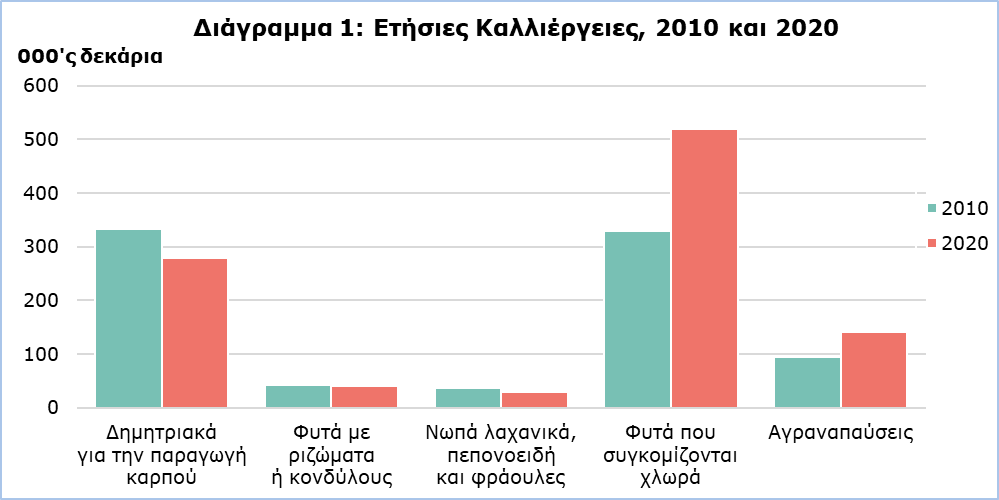 Διάγραμμα 1: Ετήσιες Καλλιέργειες, 2010 και 2020
000'ς δεκάρια
600
500
400
300
200
100
0
2010
2020
Δημητριακά
για την παραγωγή
καρπού
Φυτά με
ριζώματα
ή κονδύλους
Νωπά λαχανικά,
πεπονοειδή
και φράουλες
Φυτά που
συγκομίζονται
χλωρά
Αγραναπαύσεις